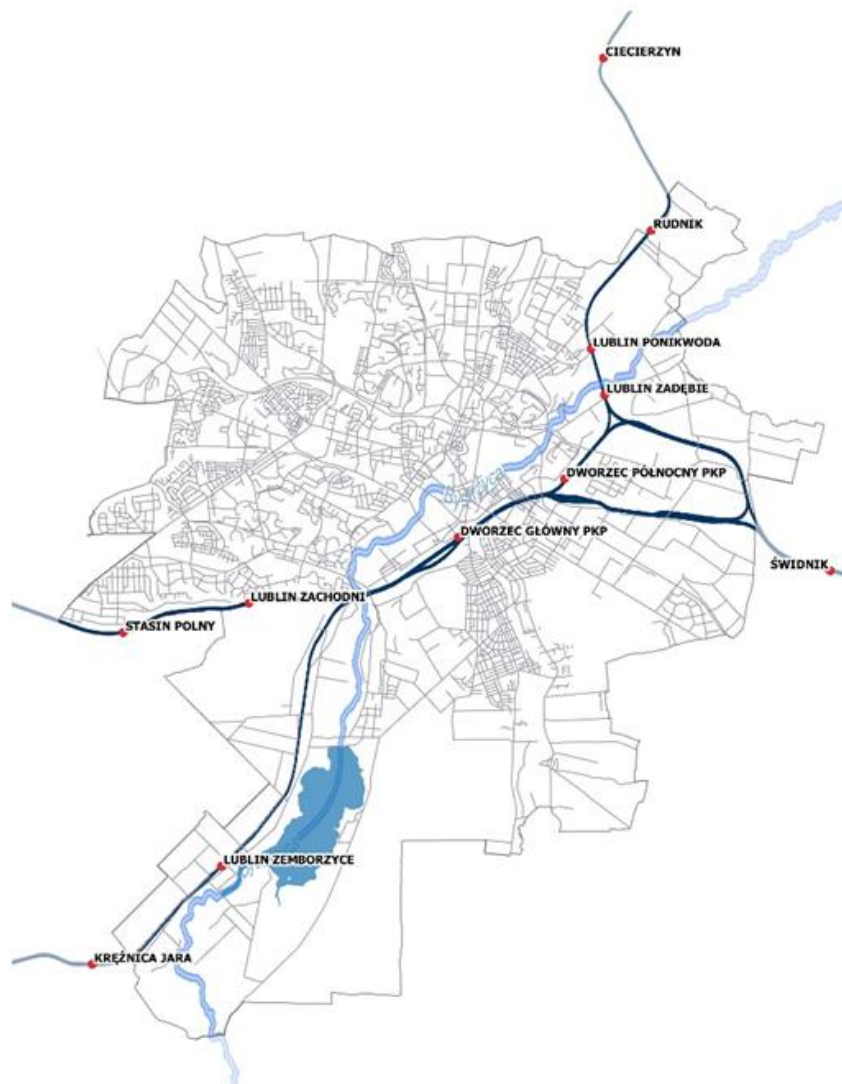 CIECIERZYN
RUDNIK
LUBLIN PONIKWODA
LUBLIN ZADĘBIE
DWORZEC PÓŁNOCNY PKP
DWORZEC GŁÓWNY PKP
ŚWIDNIK
LUBLIN ZACHODNI
STASIN POLNY
LUBLIN ZEMBORZYCE
KRĘŻNICA JARA